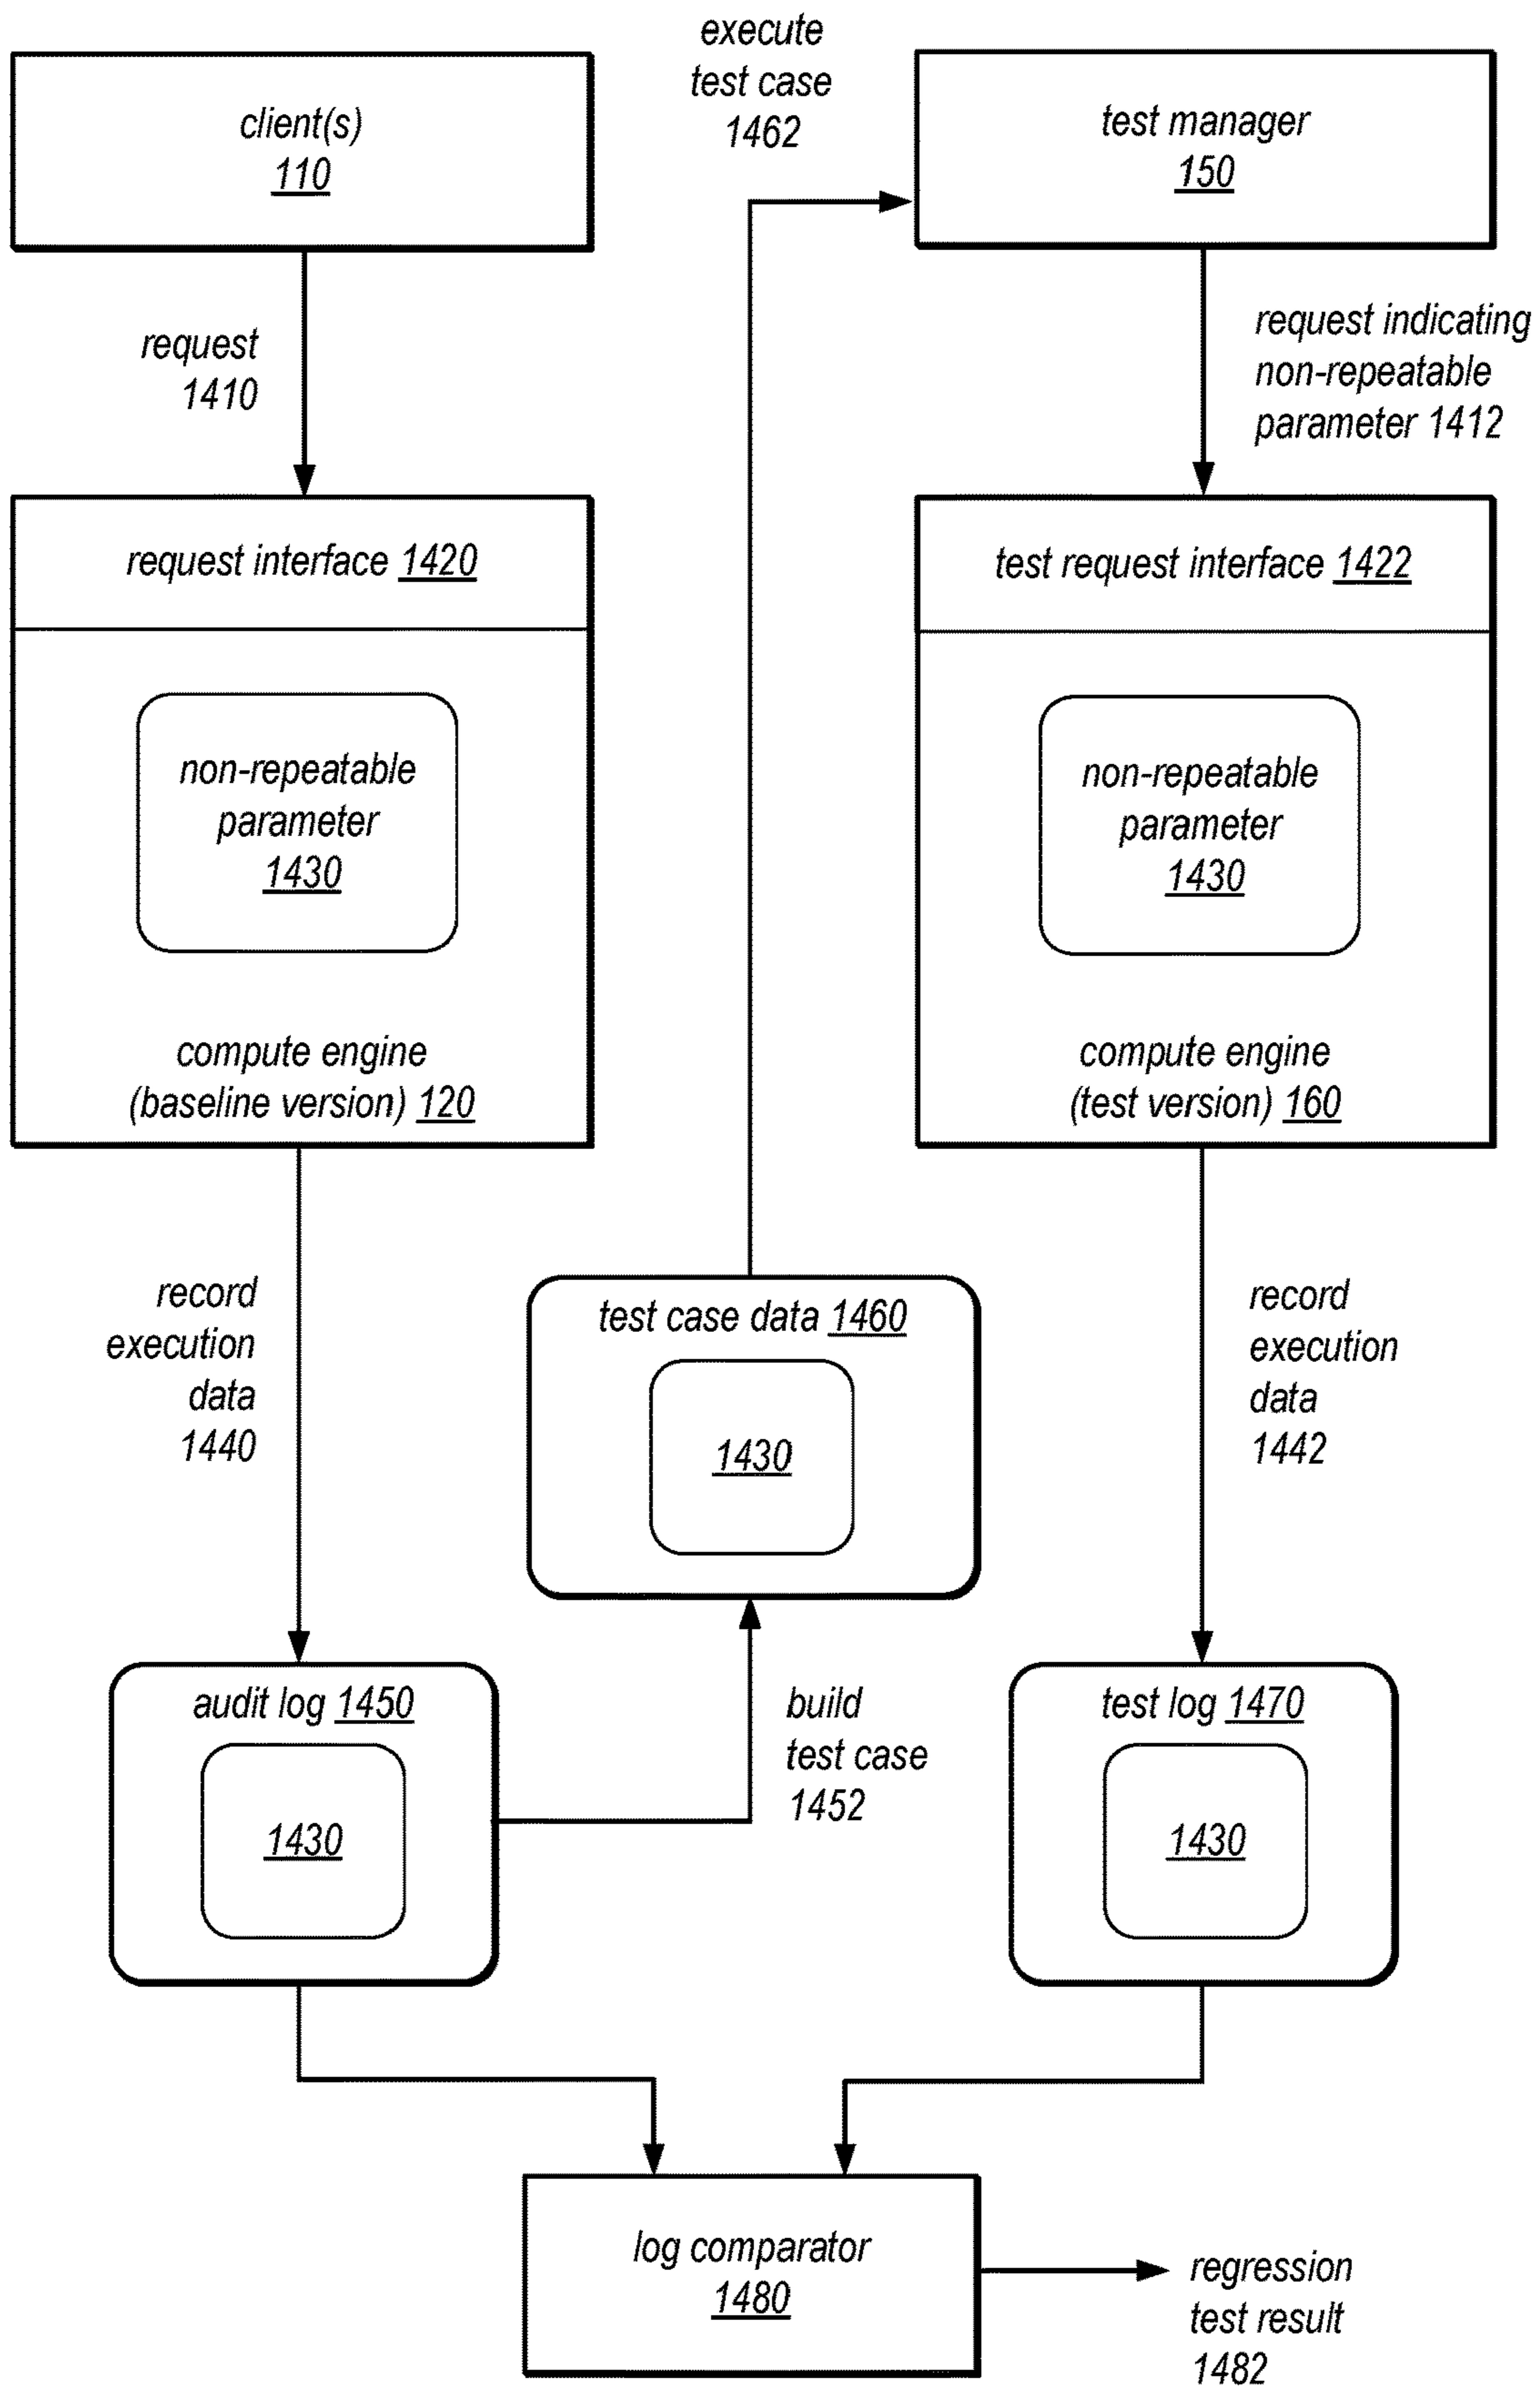 execute
test case
1462
client(s)
110
test manager
150
request
1410
request indicating
non-repeatable
parameter 1412
request interface 1420
test request interface 1422
non-repeatable
parameter
1430
non-repeatable
parameter
1430
compute engine
(baseline version) 120
compute engine
(test version) 160
record
execution
data
1440
test case data 1460
1430
record
execution
data
1442
audit log 1450
1430
build
test case
1452
test log 1470
1430
log comparator
1480
regression
test result
1482